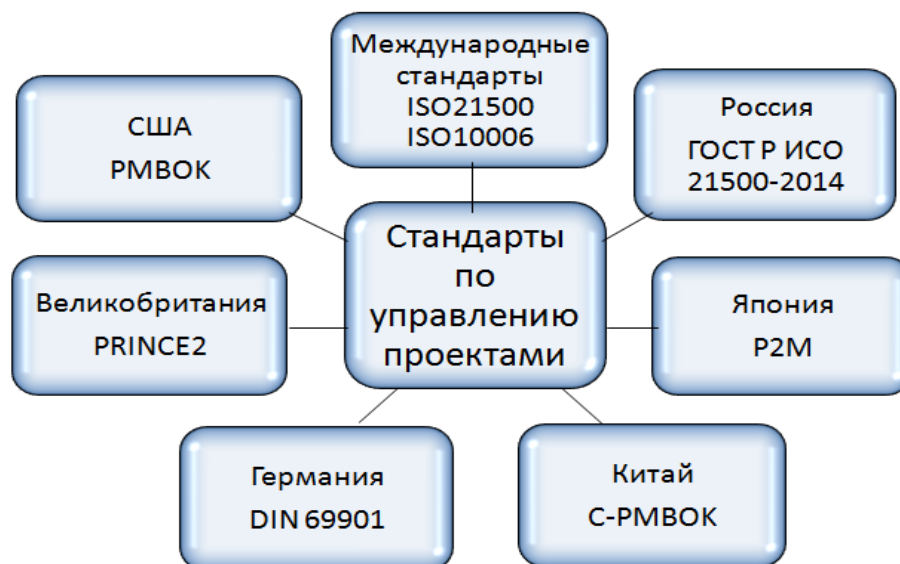 Международные
стандарты
ISO21500
ISO10006
США
PMBOK
Россия
ГОСТ Р ИСО
21500-2014
Стандарты
по
управлению
проектами
Великобритания
PRINCE2
Япония
P2M
Германия
DIN 69901
Китай
C-PMBOK